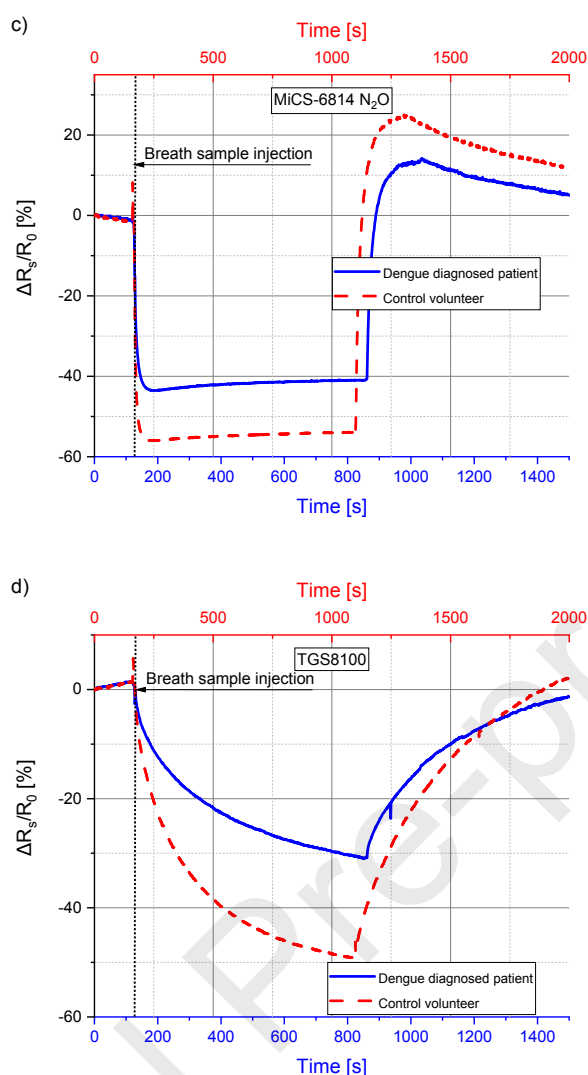 c)
Time [s]
0 500 1000 1500 2000
MiCS-6814 N₂O
Breath sample injection
20
0
-20
-40
-60
ΔRₛ/R₀ [%]
Dengue diagnosed patient
Control volunteer
0 200 400 600 800 1000 1200 1400
Time [s]
d)
Time [s]
0 500 1000 1500 2000
TGS8100
Breath sample injection
0
-20
-40
-60
ΔRₛ/R₀ [%]
Dengue diagnosed patient
Control volunteer
0 200 400 600 800 1000 1200 1400
Time [s]
Pre-pr